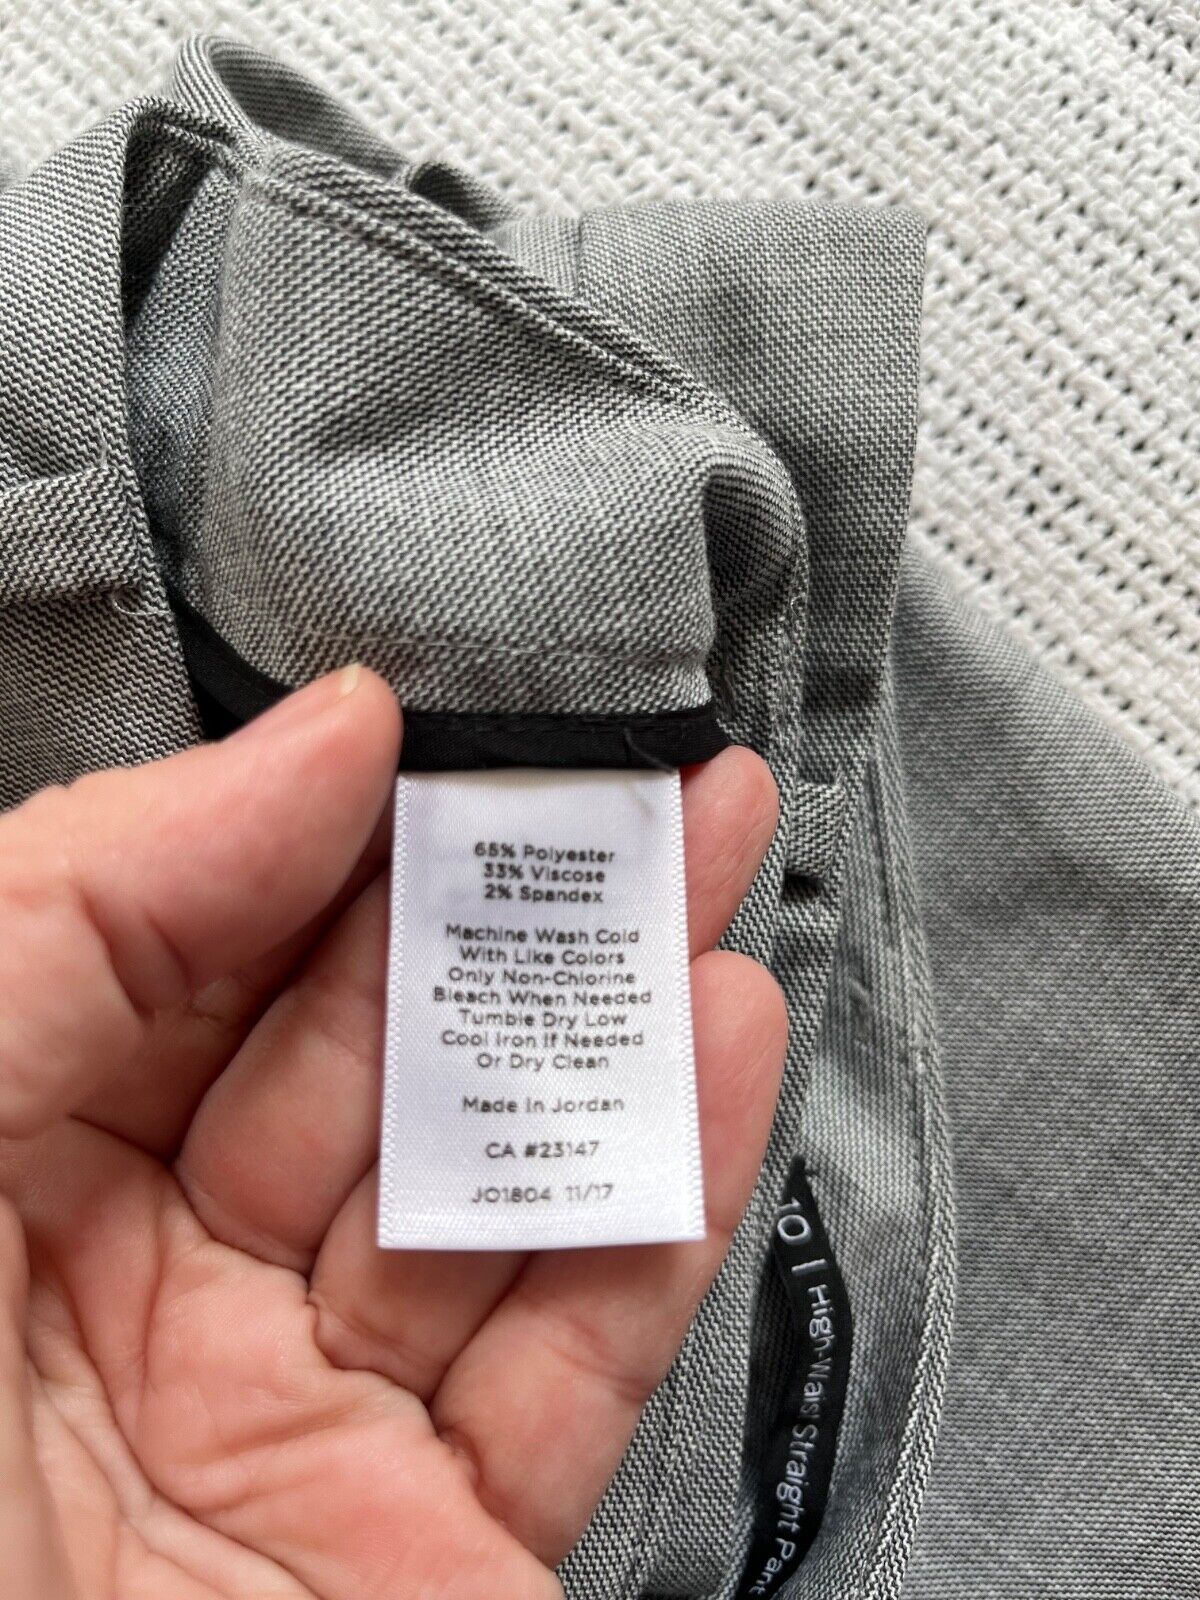 65% Polyester
33% Viscose
2% Spandex
Machine Wash Cold
With Like Colors
Only Non-Chlorine
Bleach When Needed
Tumble Dry Low
Cool Iron If Needed
Or Dry Clean
Made In Jordan
CA #23147
JO1804 11/17
10 | High Waist Straight Pant